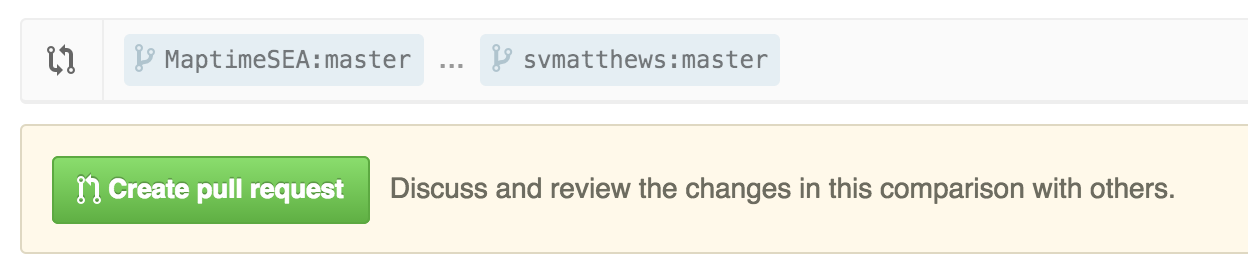 MaptimeSEA:master ... svmatthews:master
Create pull request Discuss and review the changes in this comparison with others.